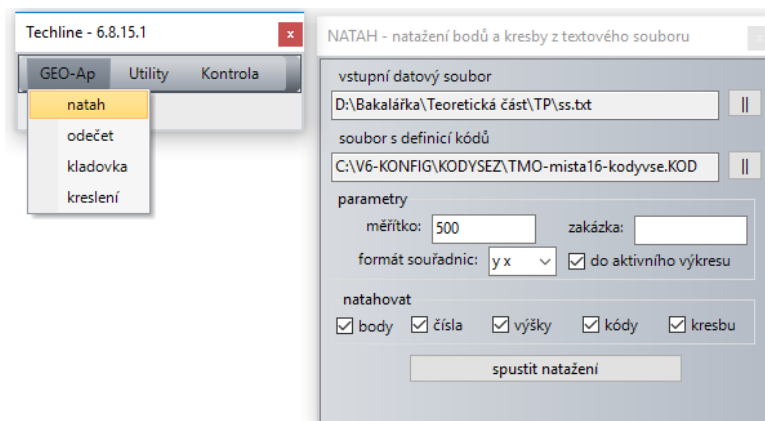 Techline - 6.8.15.1
x
GEO-Ap Utility Kontrola
natah
odečet
kladovka
kreslení
NATAH - natažení bodů a kresby z textového souboru
x
vstupní datový soubor
D:\Bakalářka\Teoretická část\TP\ss.txt
||
soubor s definicí kódů
C:\V6-KONFIG\KODYSEZ\TMO-mista16-kodyvse.KOD
||
parametry
měřítko: 500 zakázka:
formát souřadnic: y x do aktivního výkresu
natahovat
body čísla výšky kódy kresbu
spustit natažení